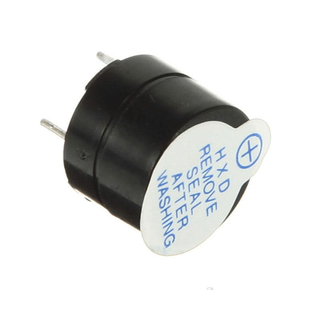 HXD
REMOVE
SEAL
AFTER
WASHING